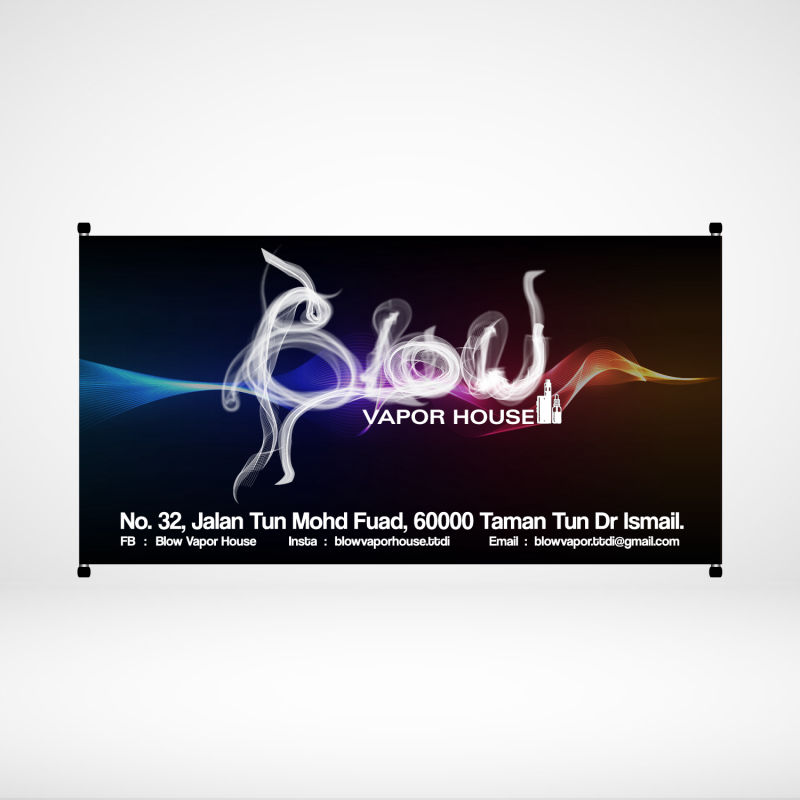 Blow
VAPOR HOUSE
No. 32, Jalan Tun Mohd Fuad, 60000 Taman Tun Dr Ismail.
FB : Blow Vapor House Insta : blowvaporhouse.ttdi Email : blowvapor.ttdi@gmail.com